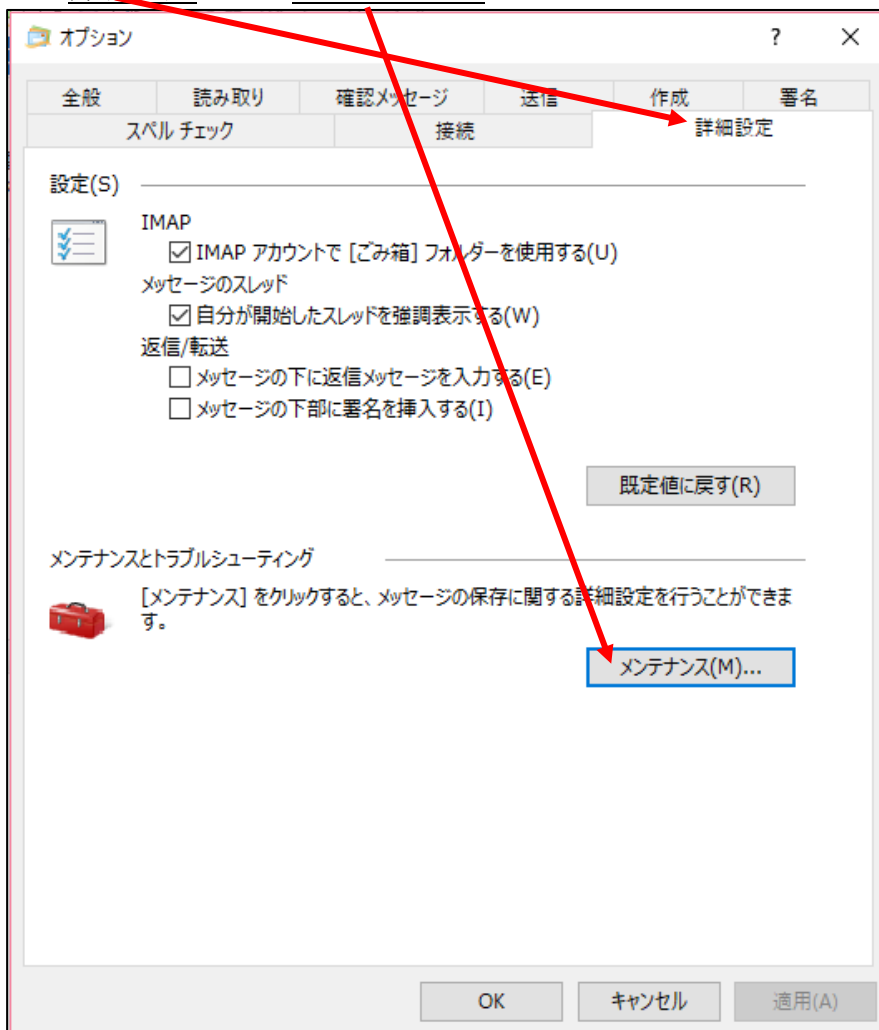 オプション
?
全般 読み取り 確認メッセージ 送信 作成 署名
スペル チェック 接続 詳細設定
設定(S)
IMAP
IMAP アカウントで [ごみ箱] フォルダーを使用する(U)
メッセージのスレッド
自分が開始したスレッドを強調表示する(W)
返信/転送
メッセージの下に返信メッセージを入力する(E)
メッセージの下部に署名を挿入する(I)
既定値に戻す(R)
メンテナンスとトラブルシューティング
[メンテナンス] をクリックすると、メッセージの保存に関する詳細設定を行うことができま
す。
メンテナンス(M)...
OK キャンセル 適用(A)